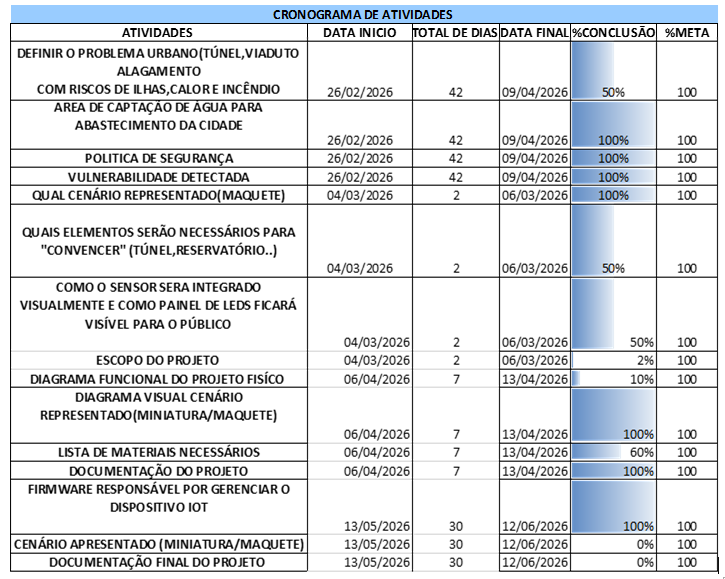 CRONOGRAMA DE ATIVIDADES
ATIVIDADES DATA INICIO TOTAL DE DIAS DATA FINAL %CONCLUSÃO %META
DEFINIR O PROBLEMA URBANO(TÚNEL,VIADUTO
ALAGAMENTO
COM RISCOS DE ILHAS,CALOR E INCÊNDIO 26/02/2026 42 09/04/2026 50% 100
AREA DE CAPTAÇÃO DE ÁGUA PARA
ABASTECIMENTO DA CIDADE
26/02/2026 42 09/04/2026 100% 100
POLITICA DE SEGURANÇA 26/02/2026 42 09/04/2026 100% 100
VULNERABILIDADE DETECTADA 26/02/2026 42 09/04/2026 100% 100
QUAL CENÁRIO REPRESENTADO(MAQUETE) 04/03/2026 2 06/03/2026 100% 100
QUAIS ELEMENTOS SERÃO NECESSÁRIOS PARA
"CONVENCER" (TÚNEL,RESERVATÓRIO..)
04/03/2026 2 06/03/2026 50% 100
COMO O SENSOR SERA INTEGRADO
VISUALMENTE E COMO PAINEL DE LEDS FICARÁ
VISÍVEL PARA O PÚBLICO
04/03/2026 2 06/03/2026 50% 100
ESCOPO DO PROJETO 04/03/2026 2 06/03/2026 2% 100
DIAGRAMA FUNCIONAL DO PROJETO FISÍCO 06/04/2026 7 13/04/2026 10% 100
DIAGRAMA VISUAL CENÁRIO
REPRESENTADO(MINIATURA/MAQUETE)
06/04/2026 7 13/04/2026 100% 100
LISTA DE MATERIAIS NECESSÁRIOS 06/04/2026 7 13/04/2026 60% 100
DOCUMENTAÇÃO DO PROJETO 06/04/2026 7 13/04/2026 100% 100
FIRMWARE RESPONSÁVEL POR GERENCIAR O
DISPOSITIVO IOT
13/05/2026 30 12/06/2026 100% 100
CENÁRIO APRESENTADO (MINIATURA/MAQUETE) 13/05/2026 30 12/06/2026 0% 100
DOCUMENTAÇÃO FINAL DO PROJETO 13/05/2026 30 12/06/2026 0% 100